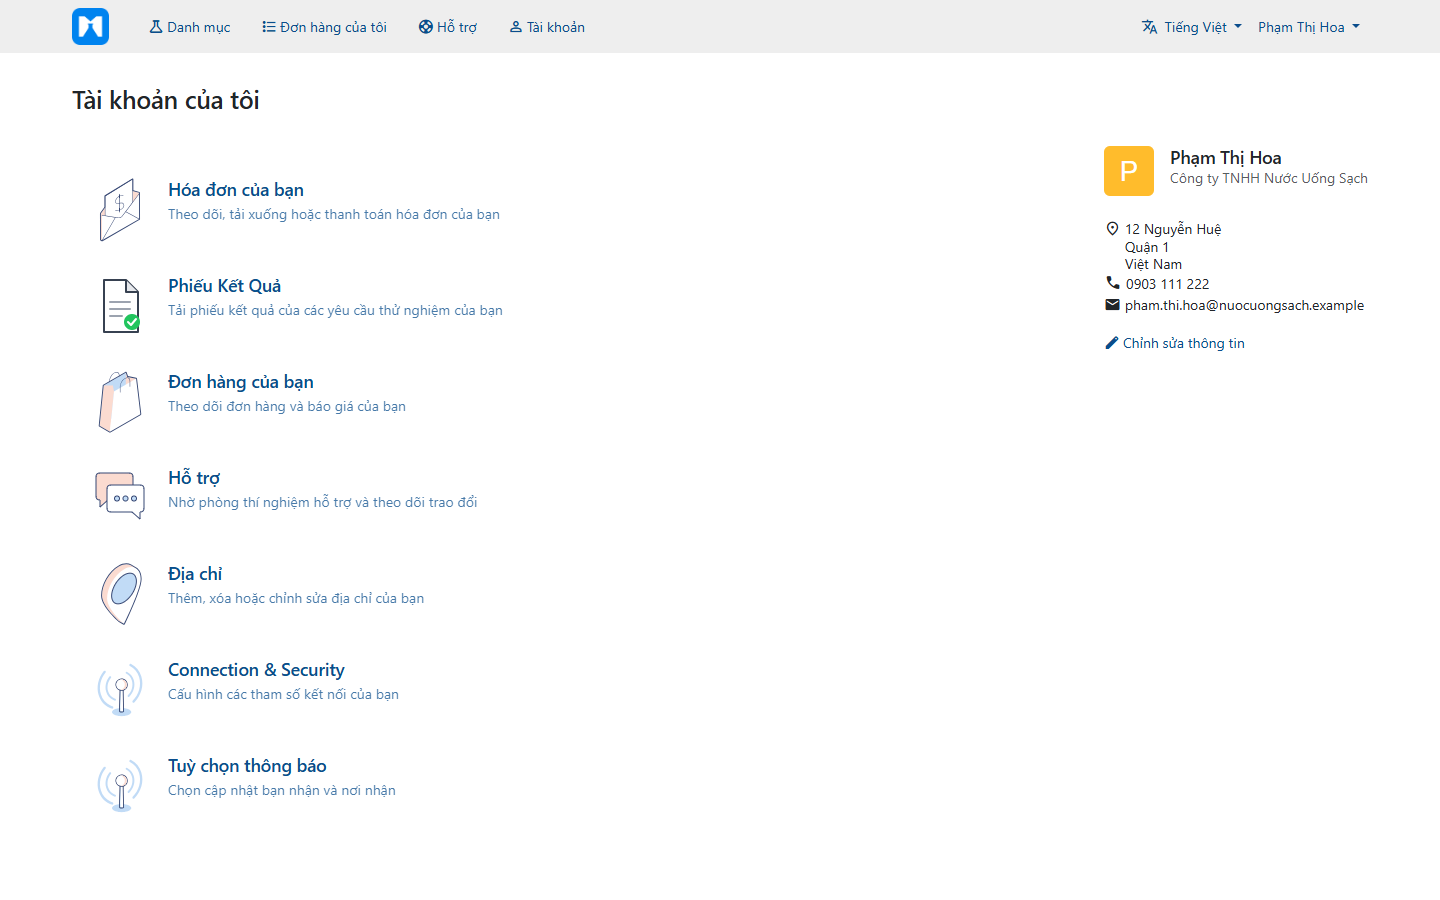 Danh mục
Đơn hàng của tôi
Hỗ trợ
Tài khoản
Tiếng Việt
Phạm Thị Hoa
Tài khoản của tôi
Hóa đơn của bạn
Theo dõi, tải xuống hoặc thanh toán hóa đơn của bạn
Phiếu Kết Quả
Tải phiếu kết quả của các yêu cầu thử nghiệm của bạn
Đơn hàng của bạn
Theo dõi đơn hàng và báo giá của bạn
Hỗ trợ
Nhờ phòng thí nghiệm hỗ trợ và theo dõi trao đổi
Địa chỉ
Thêm, xóa hoặc chỉnh sửa địa chỉ của bạn
Connection & Security
Cấu hình các tham số kết nối của bạn
Tuỳ chọn thông báo
Chọn cập nhật bạn nhận và nơi nhận
P
Phạm Thị Hoa
Công ty TNHH Nước Uống Sạch
12 Nguyễn Huệ
Quận 1
Việt Nam
0903 111 222
pham.thi.hoa@nuocuongsach.example
Chỉnh sửa thông tin